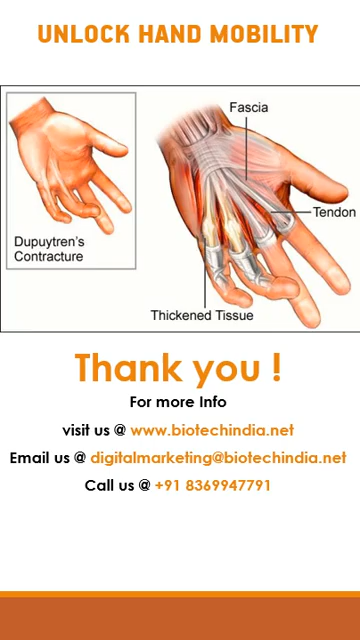 UNLOCK HAND MOBILITY
Fascia
Tendon
Dupuytren's
Contracture
Thickened Tissue
Thank you !
For more Info
visit us @ www.biotechindia.net
Email us @ digitalmarketing@biotechindia.net
Call us @ +91 8369947791